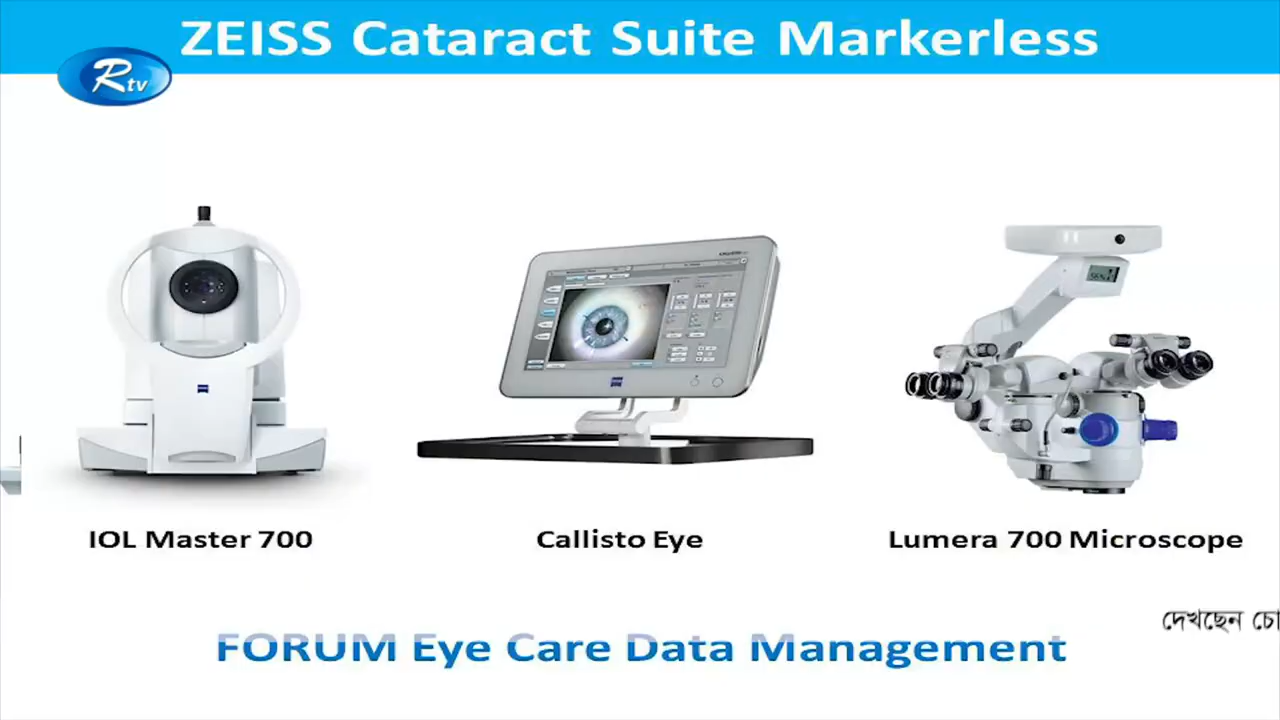 ZEISS Cataract Suite Markerless
Rtv
IOL Master 700
Callisto Eye
Lumera 700 Microscope
দেখছেন চো
FORUM Eye Care Data Management